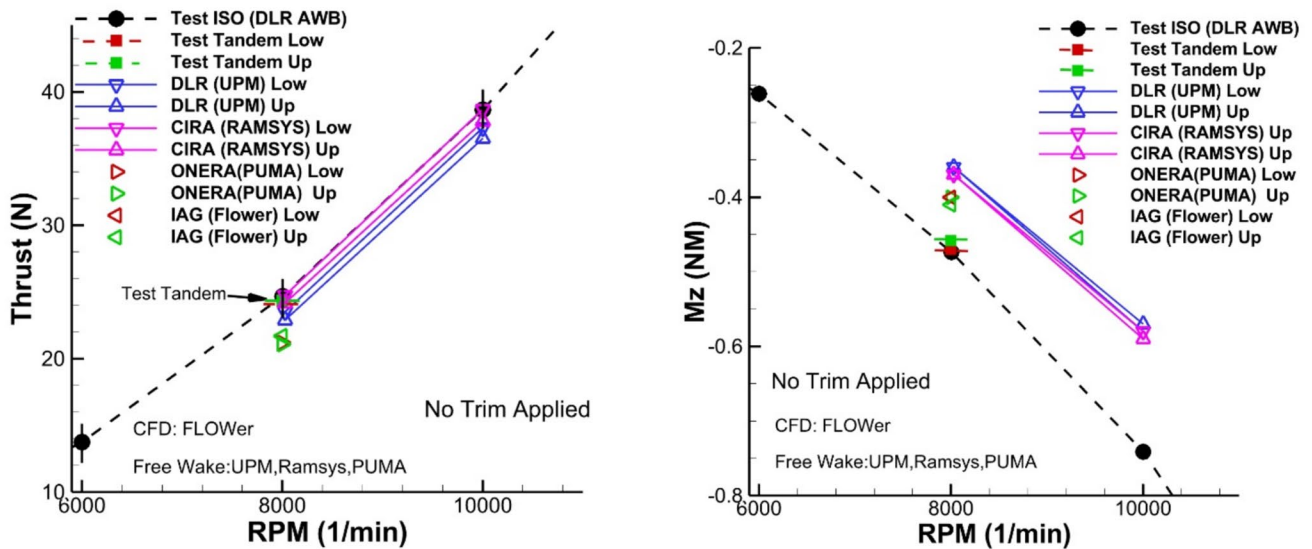 Test ISO (DLR AWB)
Test Tandem Low
Test Tandem Up
DLR (UPM) Low
DLR (UPM) Up
CIRA (RAMSYS) Low
CIRA (RAMSYS) Up
ONERA(PUMA) Low
ONERA(PUMA) Up
IAG (Flower) Low
IAG (Flower) Up
40
30
20
10
Thrust (N)
Test Tandem
No Trim Applied
CFD: FLOWer
Free Wake:UPM,Ramsys,PUMA
6000
8000
10000
RPM (1/min)
Test ISO (DLR AWB)
Test Tandem Low
Test Tandem Up
DLR (UPM) Low
DLR (UPM) Up
CIRA (RAMSYS) Up
CIRA (RAMSYS) Up
ONERA(PUMA) Low
ONERA(PUMA) Up
IAG (Flower) Low
IAG (Flower) Up
-0.2
-0.4
-0.6
-0.8
Mz (NM)
No Trim Applied
CFD: FLOWer
Free Wake:UPM,Ramsys,PUMA
6000
8000
10000
RPM (1/min)